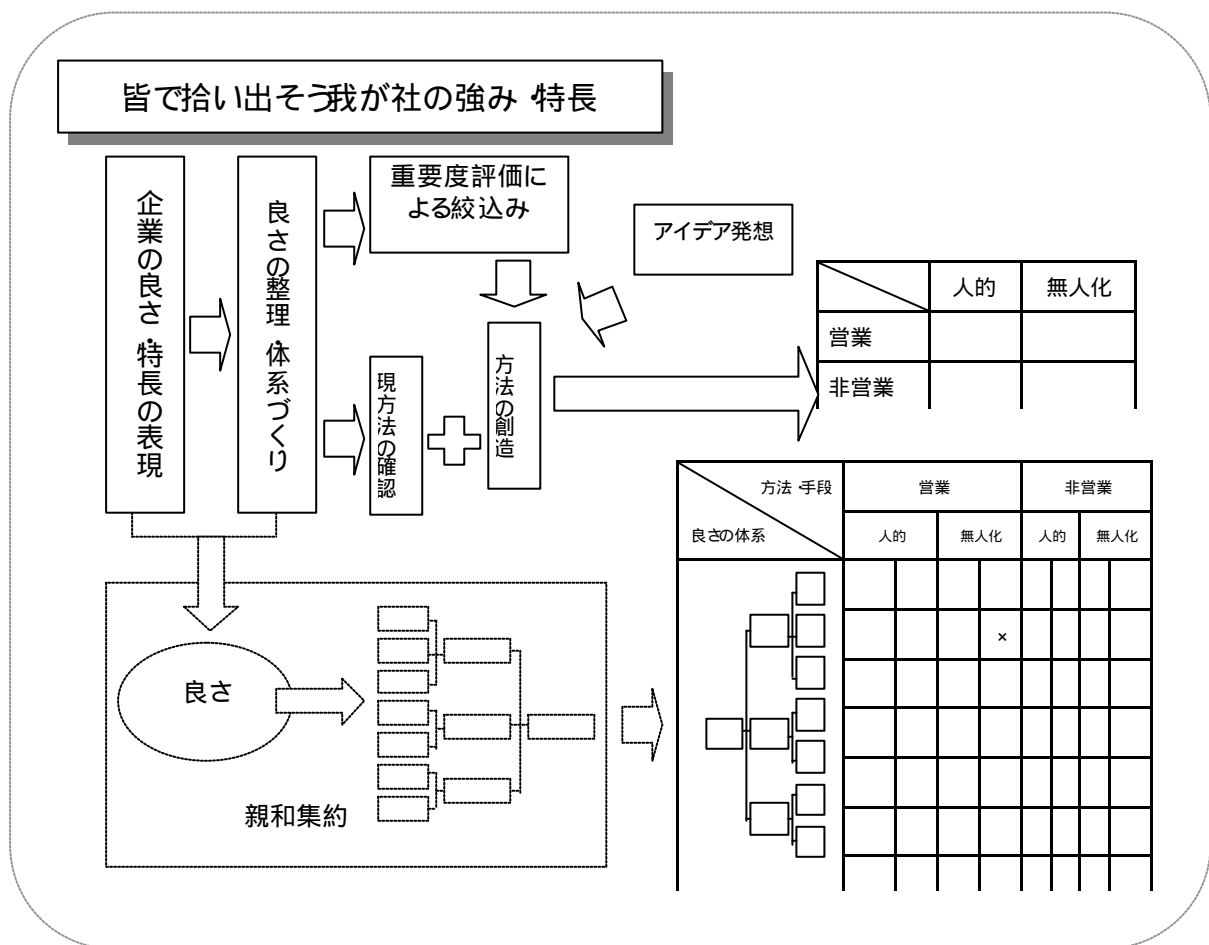 皆で拾い出そう我が社の強み・特長
企業の良さ・特長の表現
良さの整理・体系づくり
重要度評価に
よる絞込み
アイデア発想
現方法の確認
方法の創造
人的 無人化
営業
非営業
方法・手段 営業 非営業
良さの体系 人的 無人化 人的 無人化
×
良さ
親和集約